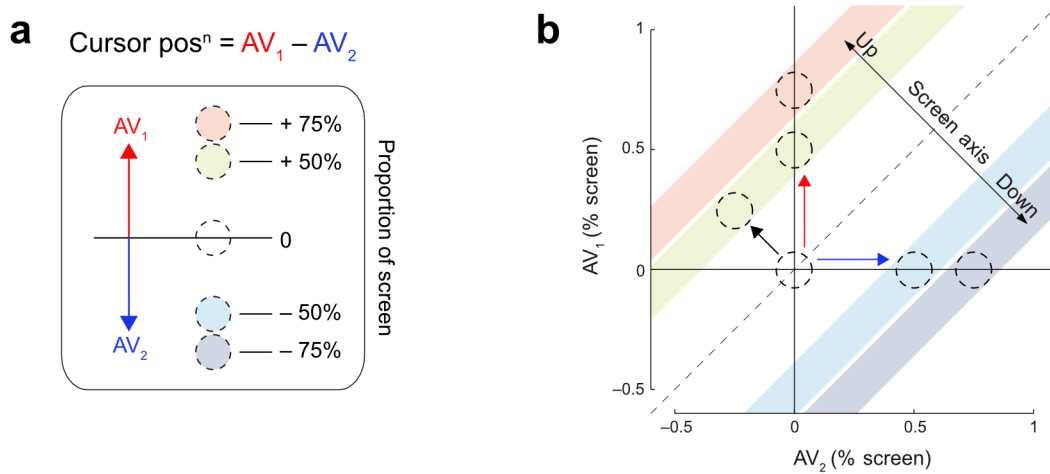 a
Cursor posⁿ = AV₁ – AV₂
AV₁
AV₂
+ 75%
+ 50%
0
– 50%
– 75%
Proportion of screen
b
AV₁ (% screen)
1
0.5
0
–0.5
Up
Screen axis
Down
–0.5
0
0.5
1
AV₂ (% screen)